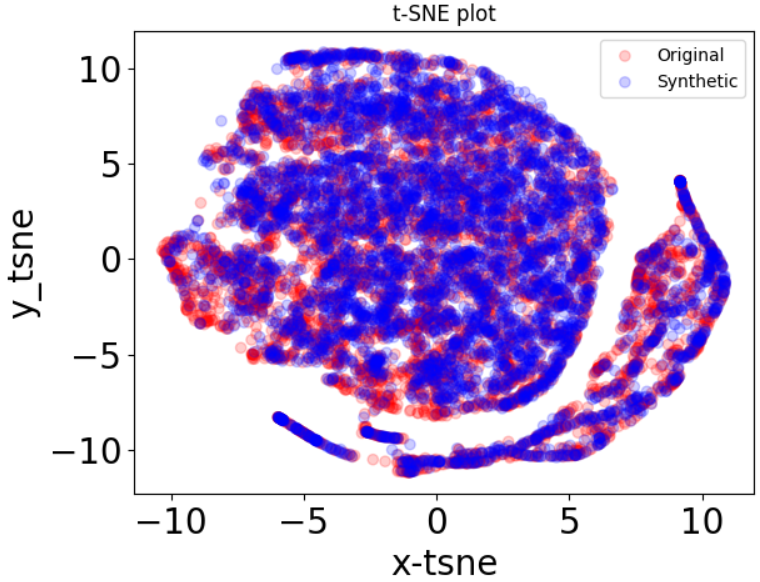 t-SNE plot
Original
Synthetic
10
5
0
−5
−10
y_tsne
−10 −5 0 5 10
x-tsne